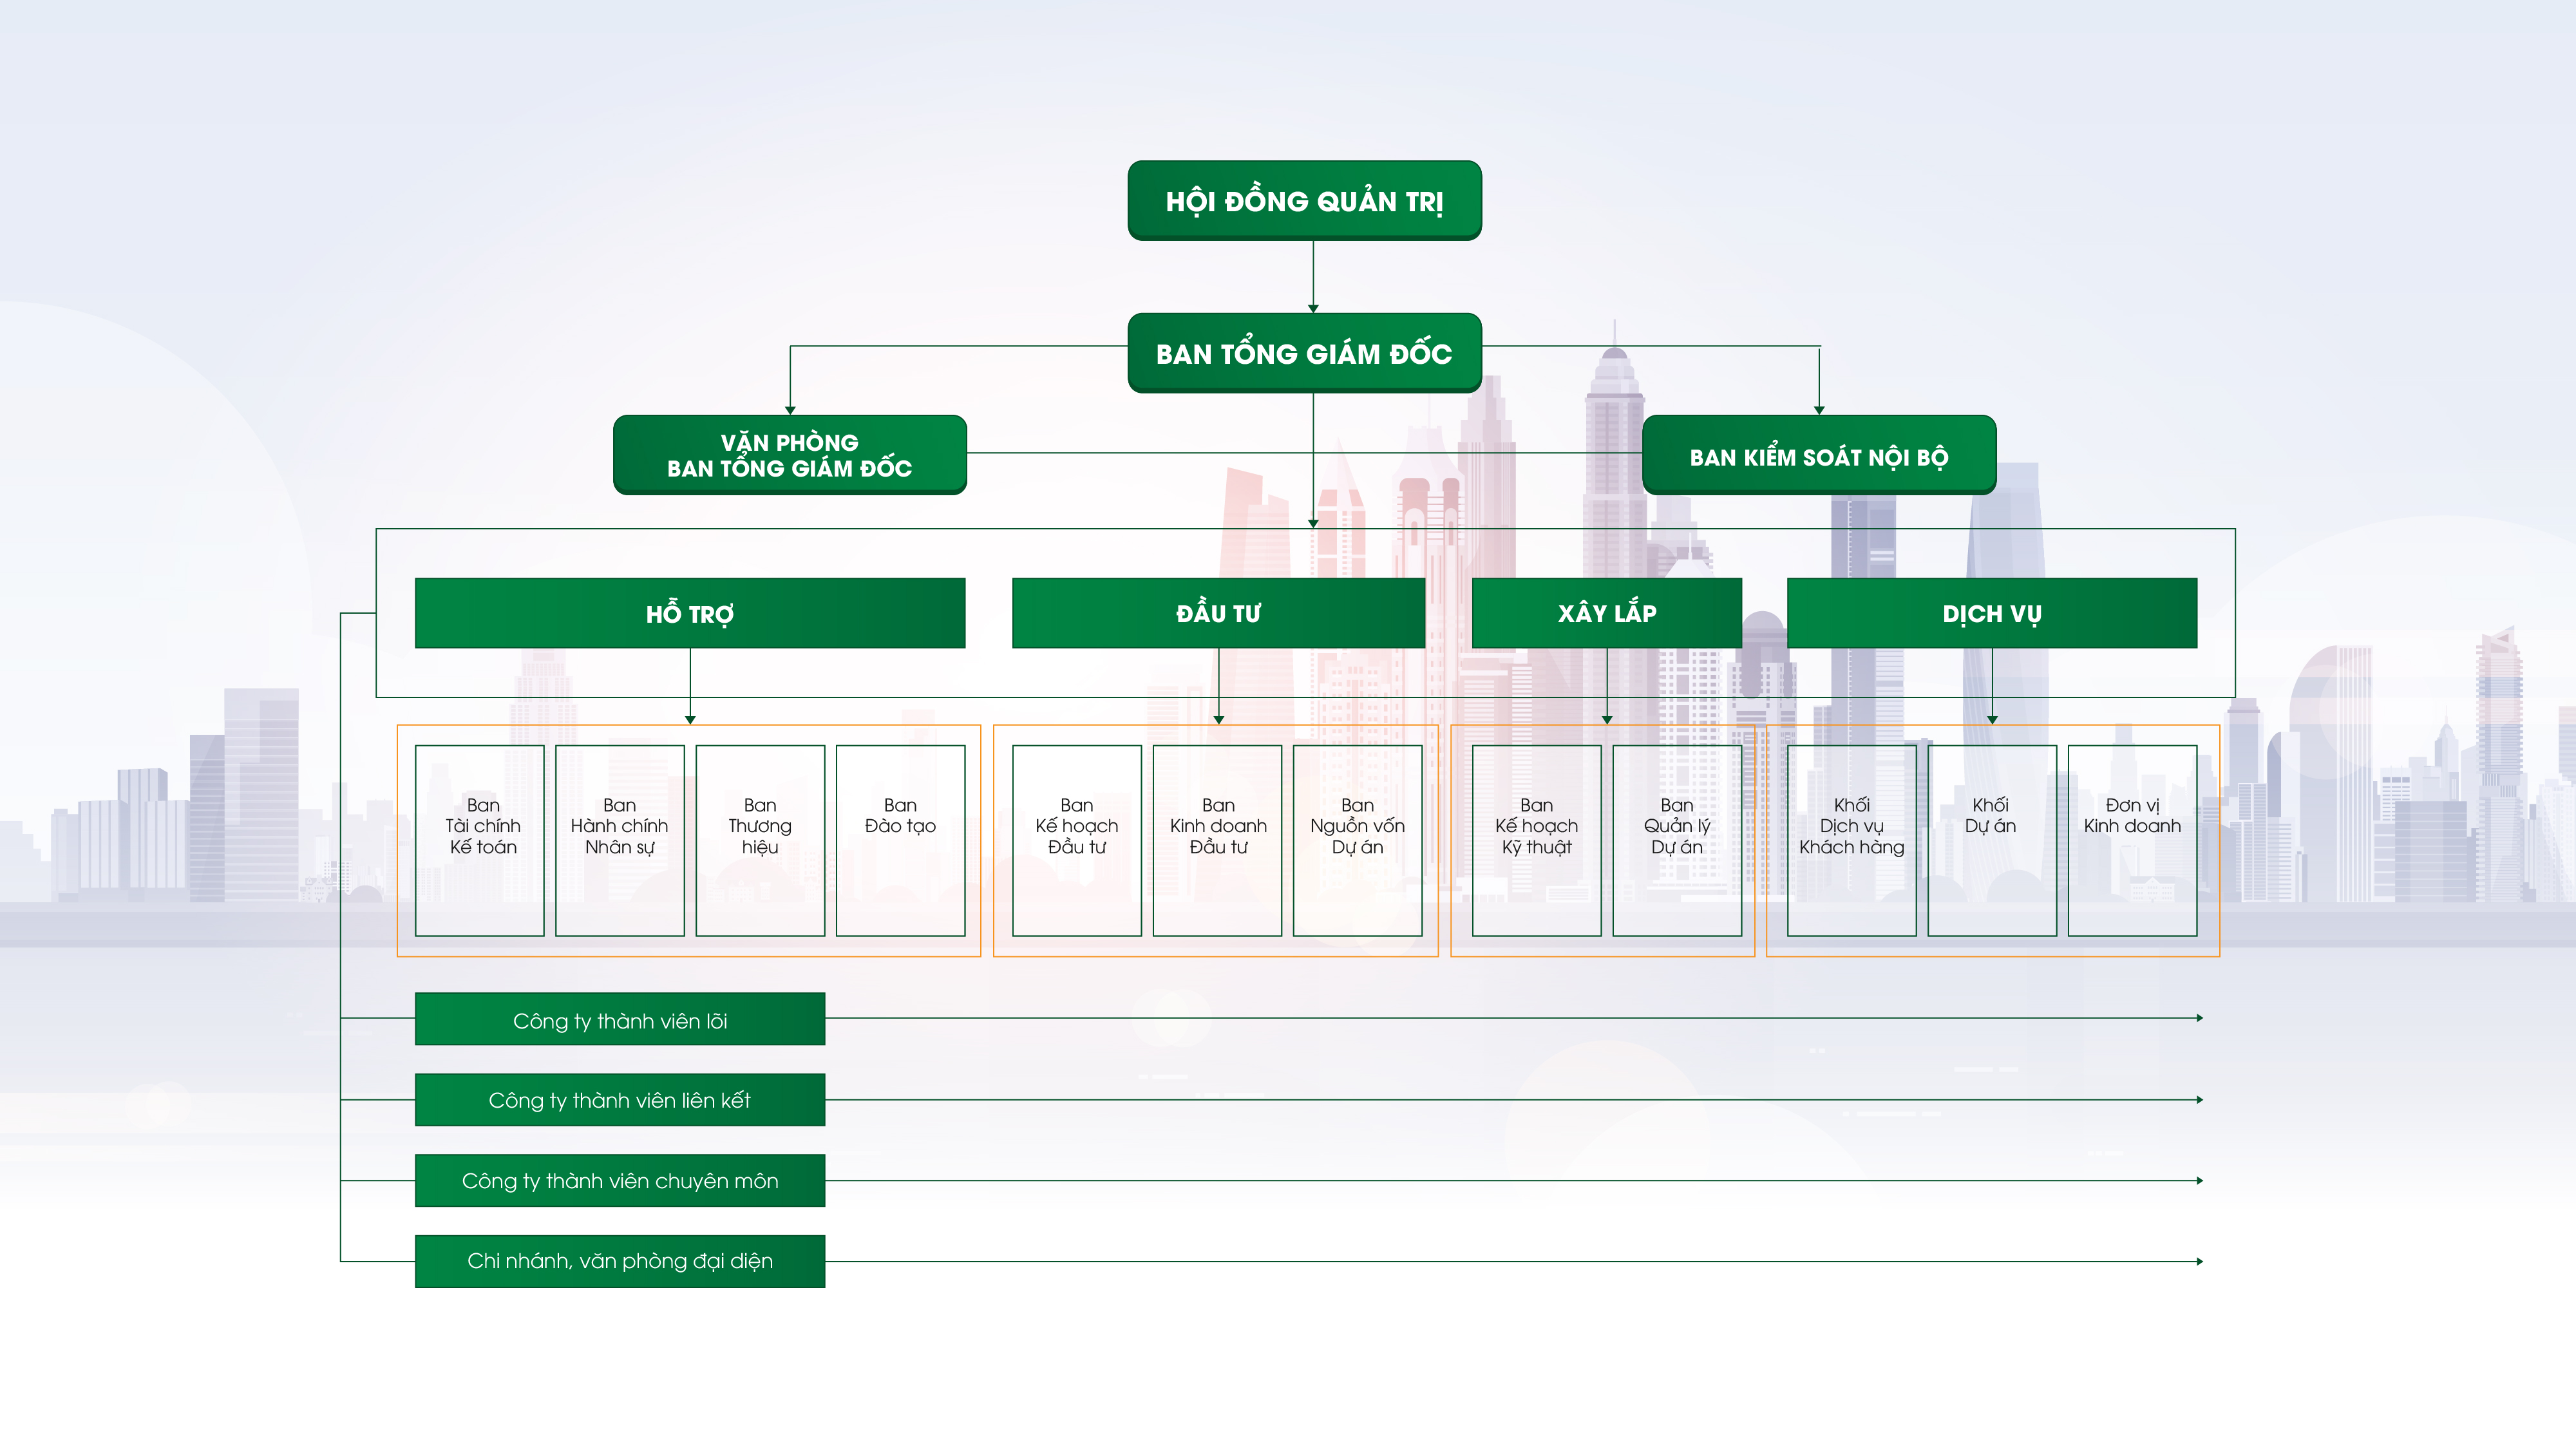 HỘI ĐỒNG QUẢN TRỊ
BAN TỔNG GIÁM ĐỐC
VĂN PHÒNG
BAN TỔNG GIÁM ĐỐC
BAN KIỂM SOÁT NỘI BỘ
HỖ TRỢ
ĐẦU TƯ
XÂY LẮP
DỊCH VỤ
Ban
Tài chính
Kế toán
Ban
Hành chính
Nhân sự
Ban
Thương
hiệu
Ban
Đào tạo
Ban
Kế hoạch
Đầu tư
Ban
Kinh doanh
Đầu tư
Ban
Nguồn vốn
Dự án
Ban
Kế hoạch
Kỹ thuật
Ban
Quản lý
Dự án
Khối
Dịch vụ
Khách hàng
Khối
Dự án
Đơn vị
Kinh doanh
Công ty thành viên lõi
Công ty thành viên liên kết
Công ty thành viên chuyên môn
Chi nhánh, văn phòng đại diện